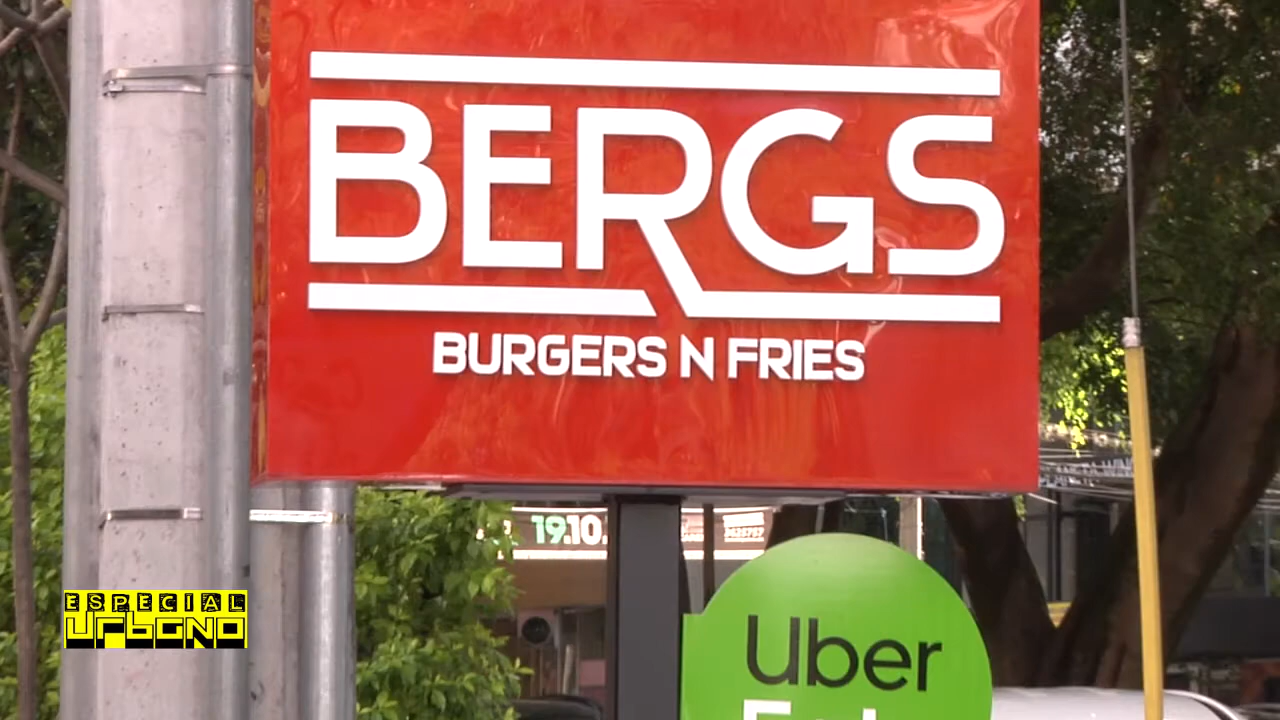 BERGS
BURGERS N FRIES
19.10
Uber
ESPECIAL
URBANO